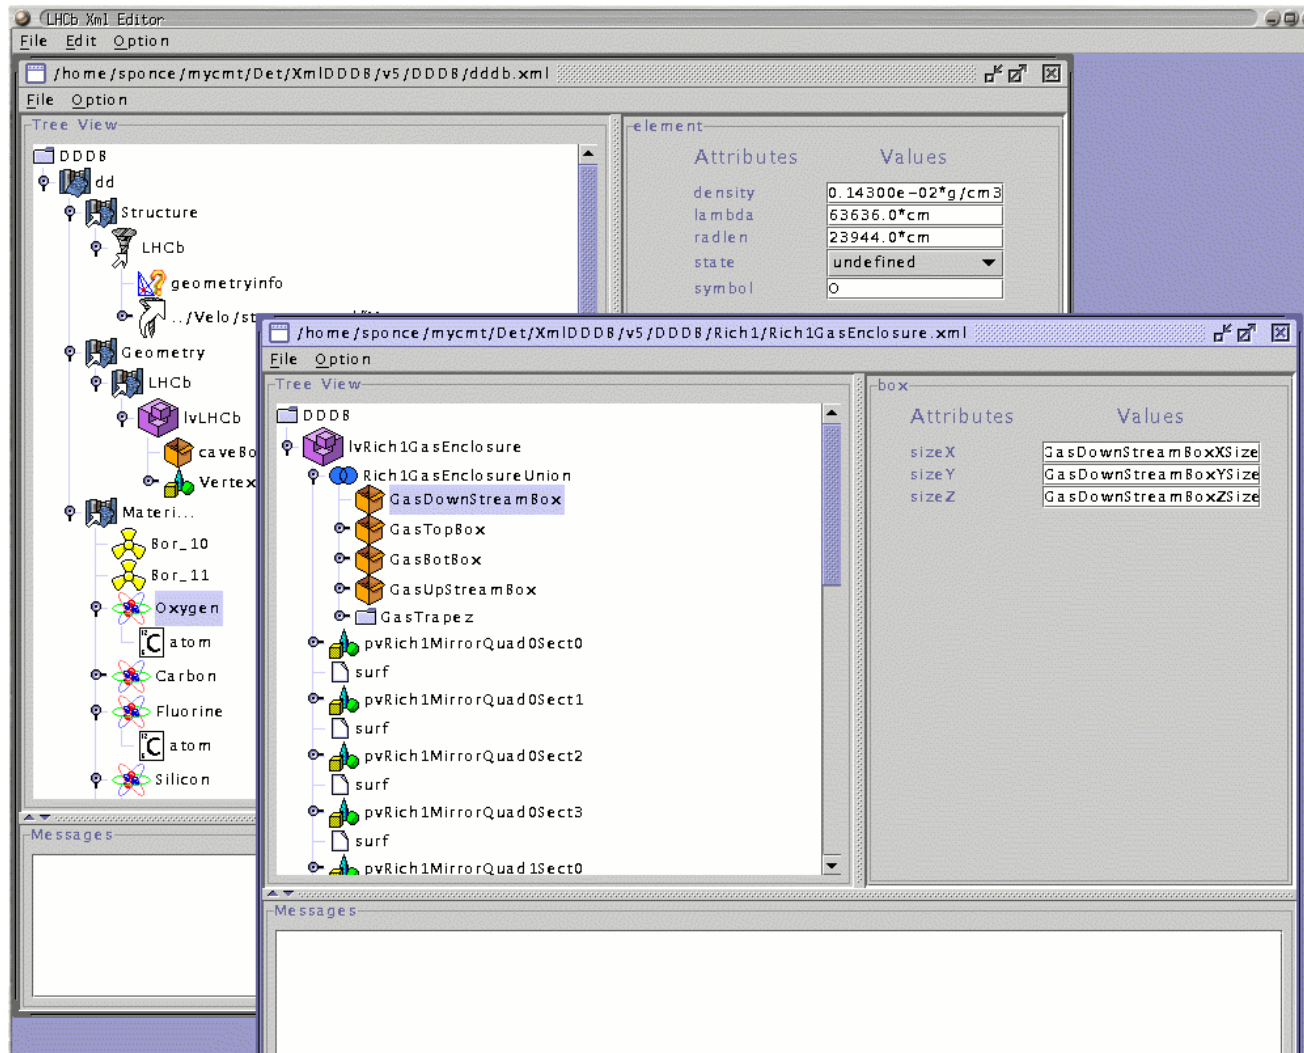 LHCb Xml Editor
File Edit Option
/home/sponce/mycmt/Det/XmlDDDB/v5/DDDB/dddb.xml
File Option
Tree View
DDDB
dd
Structure
LHCb
geometryinfo
../Velo/st
Geometry
LHCb
lvLHCb
caveBo
Vertex
Materi...
Bor_10
Bor_11
Oxygen
atom
Carbon
Fluorine
atom
Silicon
Messages
element
Attributes Values
density 0.14300e-02*g/cm3
lambda 63636.0*cm
radlen 23944.0*cm
state undefined
symbol O
/home/sponce/mycmt/Det/XmlDDDB/v5/DDDB/Rich1/Rich1GasEnclosure.xml
File Option
Tree View
DDDB
lvRich1GasEnclosure
Rich1GasEnclosureUnion
GasDownStreamBox
GasTopBox
GasBotBox
GasUpStreamBox
GasTrapez
pvRich1MirrorQuad0Sect0
surf
pvRich1MirrorQuad0Sect1
surf
pvRich1MirrorQuad0Sect2
surf
pvRich1MirrorQuad0Sect3
surf
pvRich1MirrorQuad1Sect0
box
Attributes Values
sizeX GasDownStreamBoxXSize
sizeY GasDownStreamBoxYSize
sizeZ GasDownStreamBoxZSize
Messages